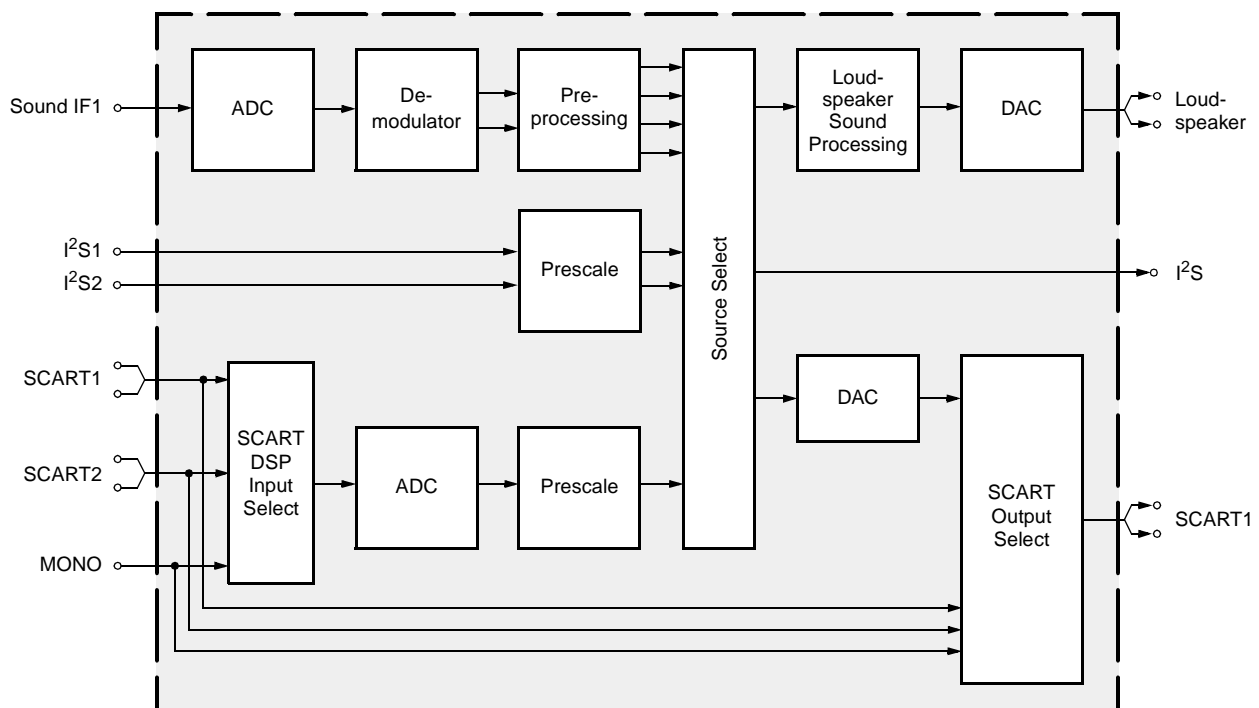 Sound IF1
ADC
De-
modulator
Pre-
processing
Loud-
speaker
Sound
Processing
DAC
Loud-
speaker
I²S1
I²S2
Prescale
Source Select
I²S
SCART1
SCART2
MONO
SCART
DSP
Input
Select
ADC
Prescale
DAC
SCART
Output
Select
SCART1